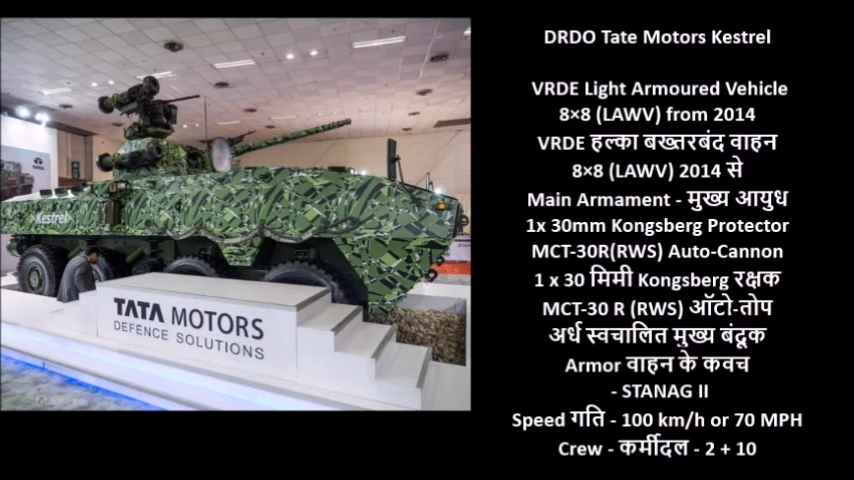 DRDO Tate Motors Kestrel
VRDE Light Armoured Vehicle
8×8 (LAWV) from 2014
VRDE हल्का बख्तरबंद वाहन
8×8 (LAWV) 2014 से
Main Armament - मुख्य आयुध
1x 30mm Kongsberg Protector
MCT-30R(RWS) Auto-Cannon
1 x 30 मिमी Kongsberg रक्षक
MCT-30 R (RWS) ऑटो-तोप
अर्ध स्वचालित मुख्य बंदूक
Armor वाहन के कवच
- STANAG II
Speed गति - 100 km/h or 70 MPH
Crew - कर्मीदल - 2 + 10
TATA
Kestrel
TATA MOTORS
DEFENCE SOLUTIONS